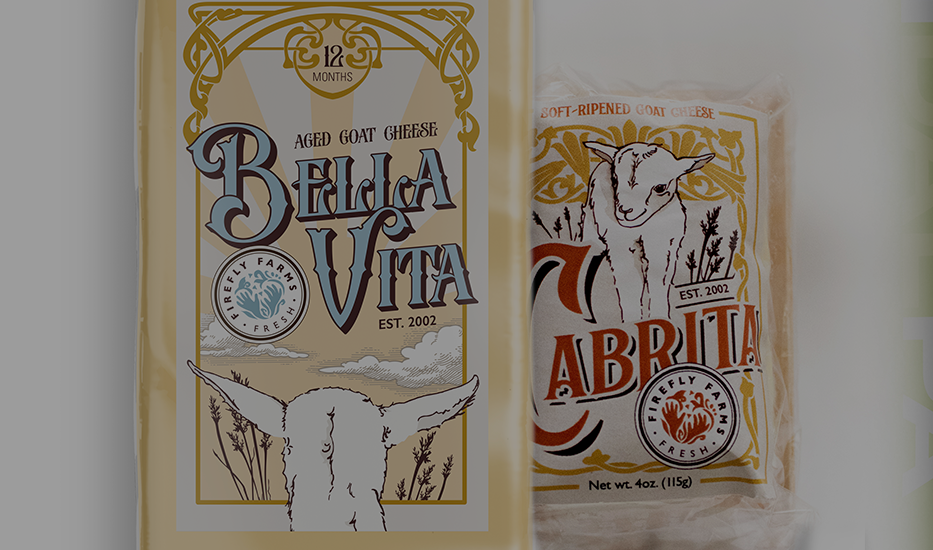 12
MONTHS
AGED GOAT CHEESE
BELLA
VITA
EST. 2002
FIREFLY FARMS
• FRESH •
SOFT-RIPENED GOAT CHEESE
EST. 2002
CABRITA
FIREFLY FARMS
• FRESH •
Net wt. 4oz. (115g)